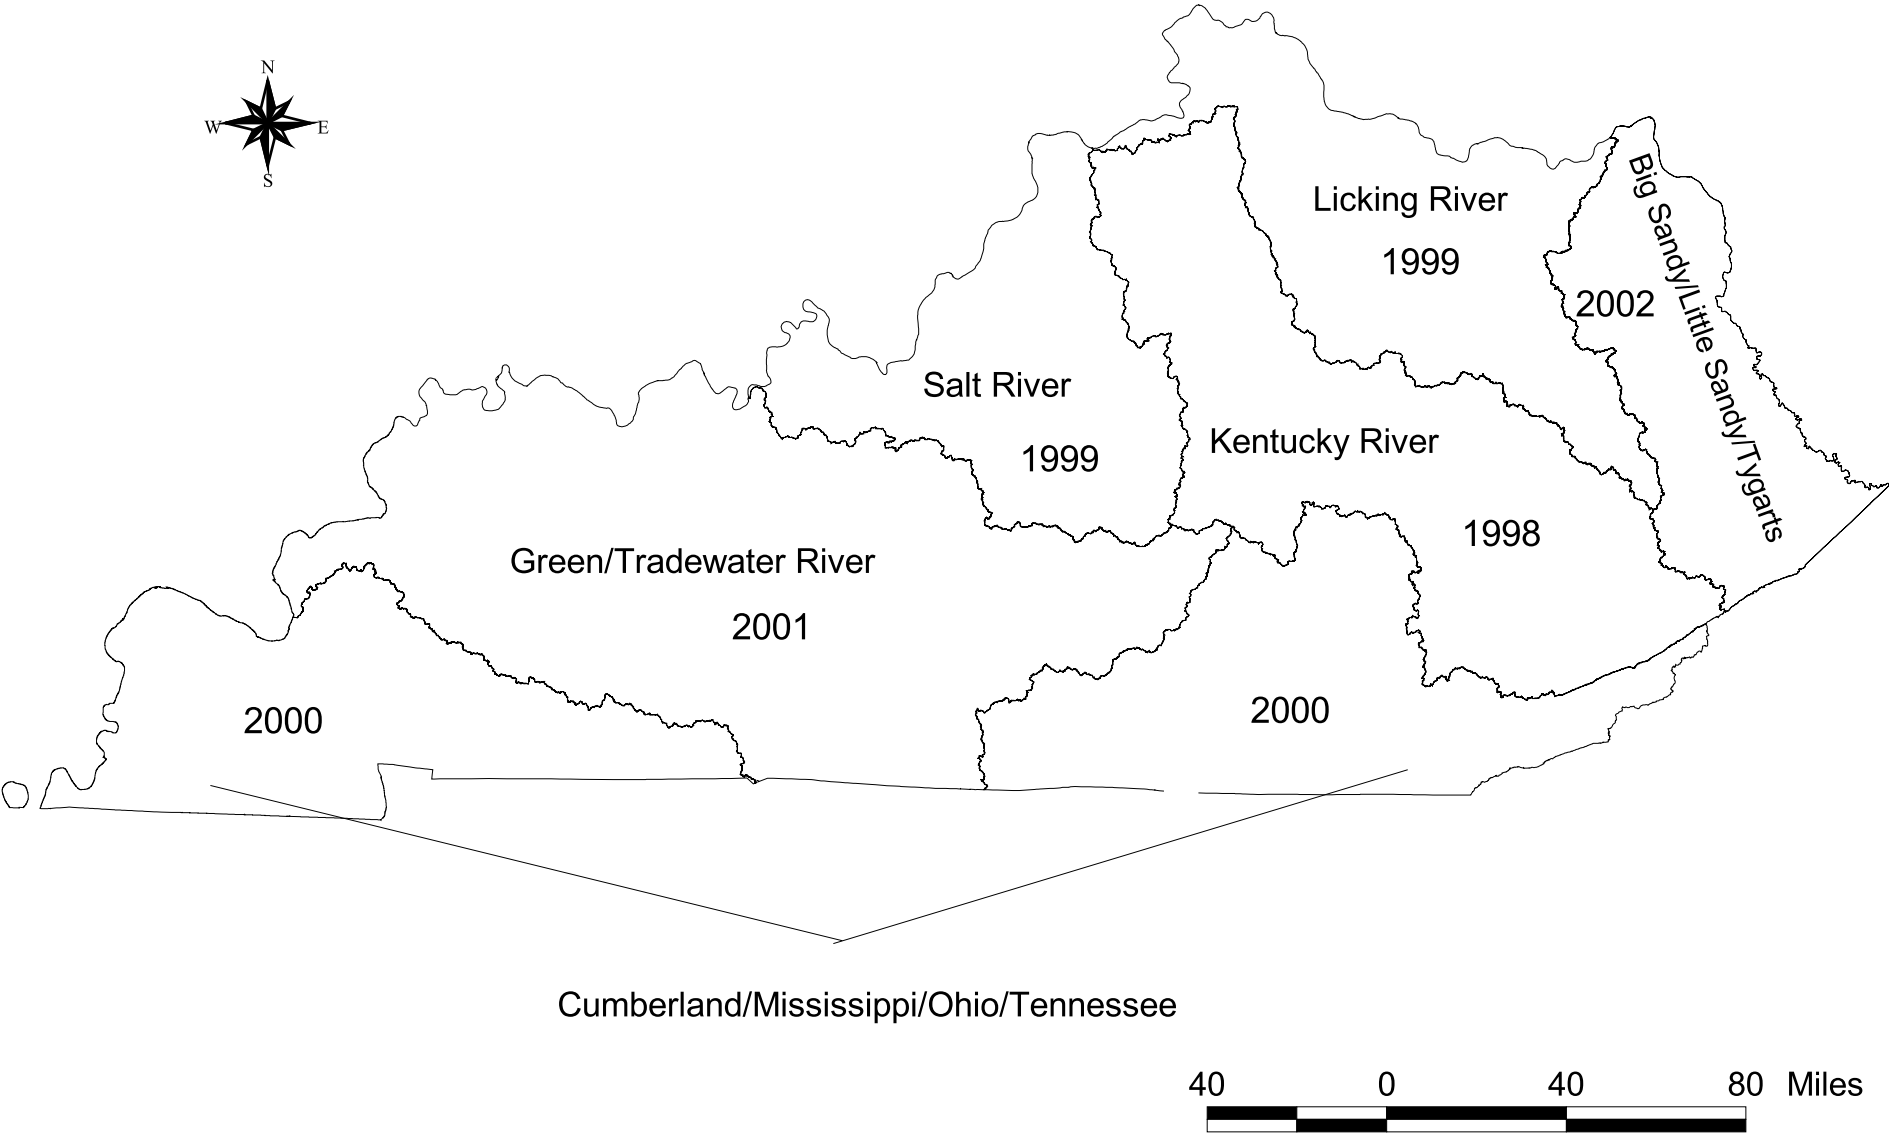 N
W
E
S
Licking River
1999
Big Sandy/Little Sandy/Tygarts
2002
Salt River
1999
Kentucky River
1998
Green/Tradewater River
2001
2000
2000
Cumberland/Mississippi/Ohio/Tennessee
40 0 40 80 Miles